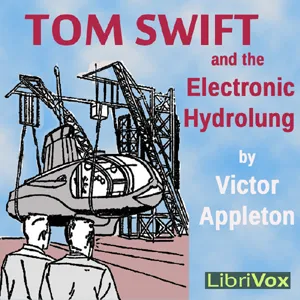 TOM SWIFT
and the
Electronic
Hydrolung
by
Victor
Appleton
LibriVox